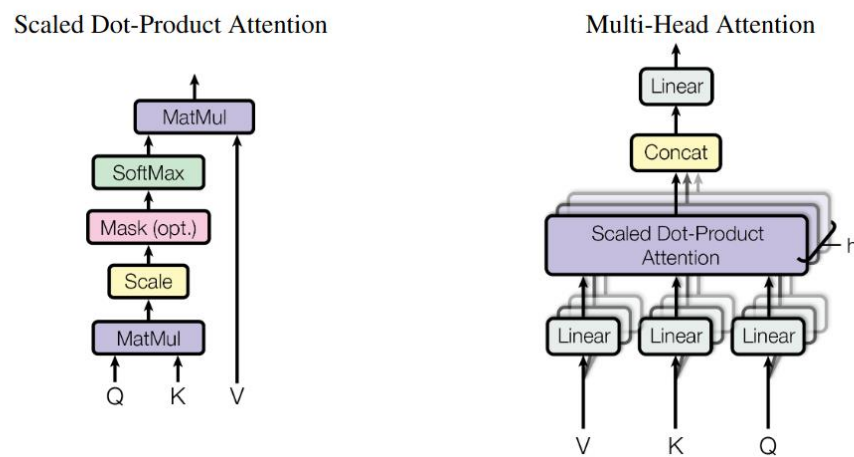 Scaled Dot-Product Attention
MatMul
SoftMax
Mask (opt.)
Scale
MatMul
Q K V
Multi-Head Attention
Linear
Concat
Scaled Dot-Product
Attention
h
Linear Linear Linear
V K Q